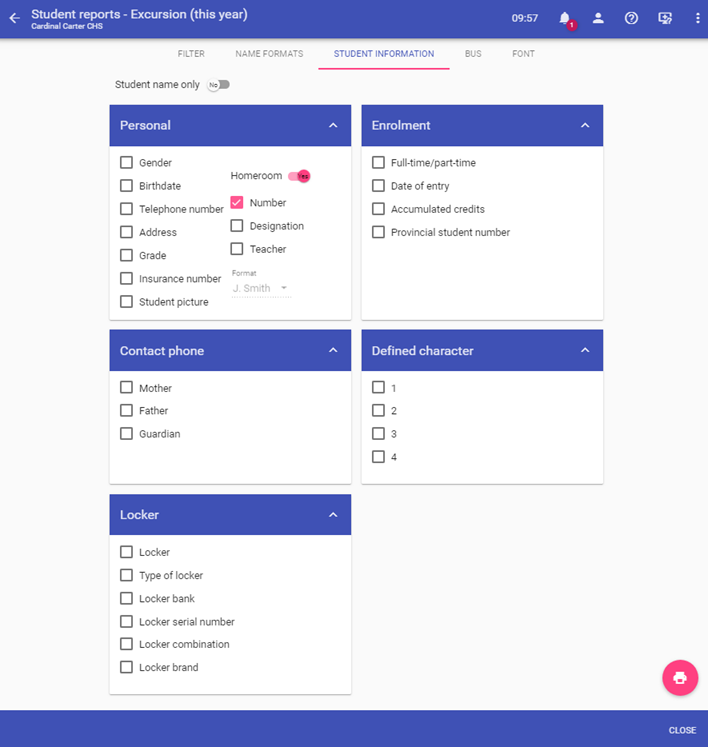 Student reports - Excursion (this year)
Cardinal Carter CHS
09:57
1
FILTER
NAME FORMATS
STUDENT INFORMATION
BUS
FONT
Student name only
No
Personal
Gender
Birthdate
Telephone number
Address
Grade
Insurance number
Student picture
Homeroom
Yes
Number
Designation
Teacher
Format
J. Smith
Enrolment
Full-time/part-time
Date of entry
Accumulated credits
Provincial student number
Contact phone
Mother
Father
Guardian
Defined character
1
2
3
4
Locker
Locker
Type of locker
Locker bank
Locker serial number
Locker combination
Locker brand
CLOSE